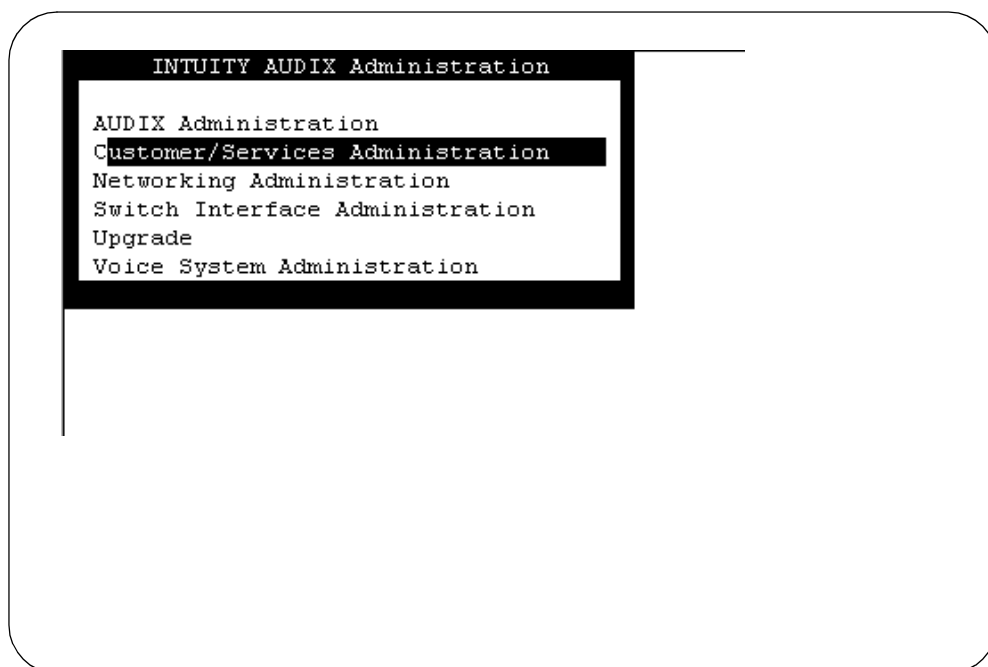 INTUITY AUDIX Administration
AUDIX Administration
Customer/Services Administration
Networking Administration
Switch Interface Administration
Upgrade
Voice System Administration